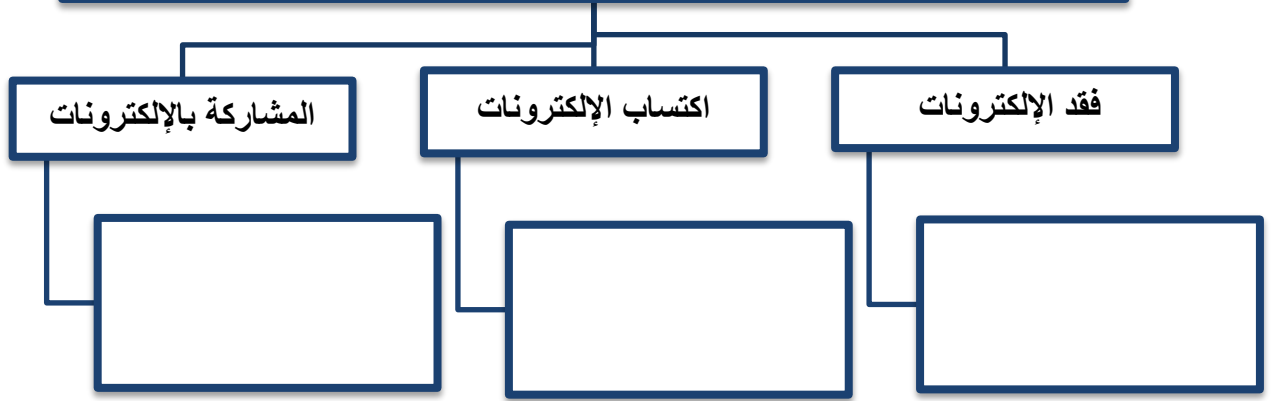 فقد الإلكترونات
اكتساب الإلكترونات
المشاركة بالإلكترونات